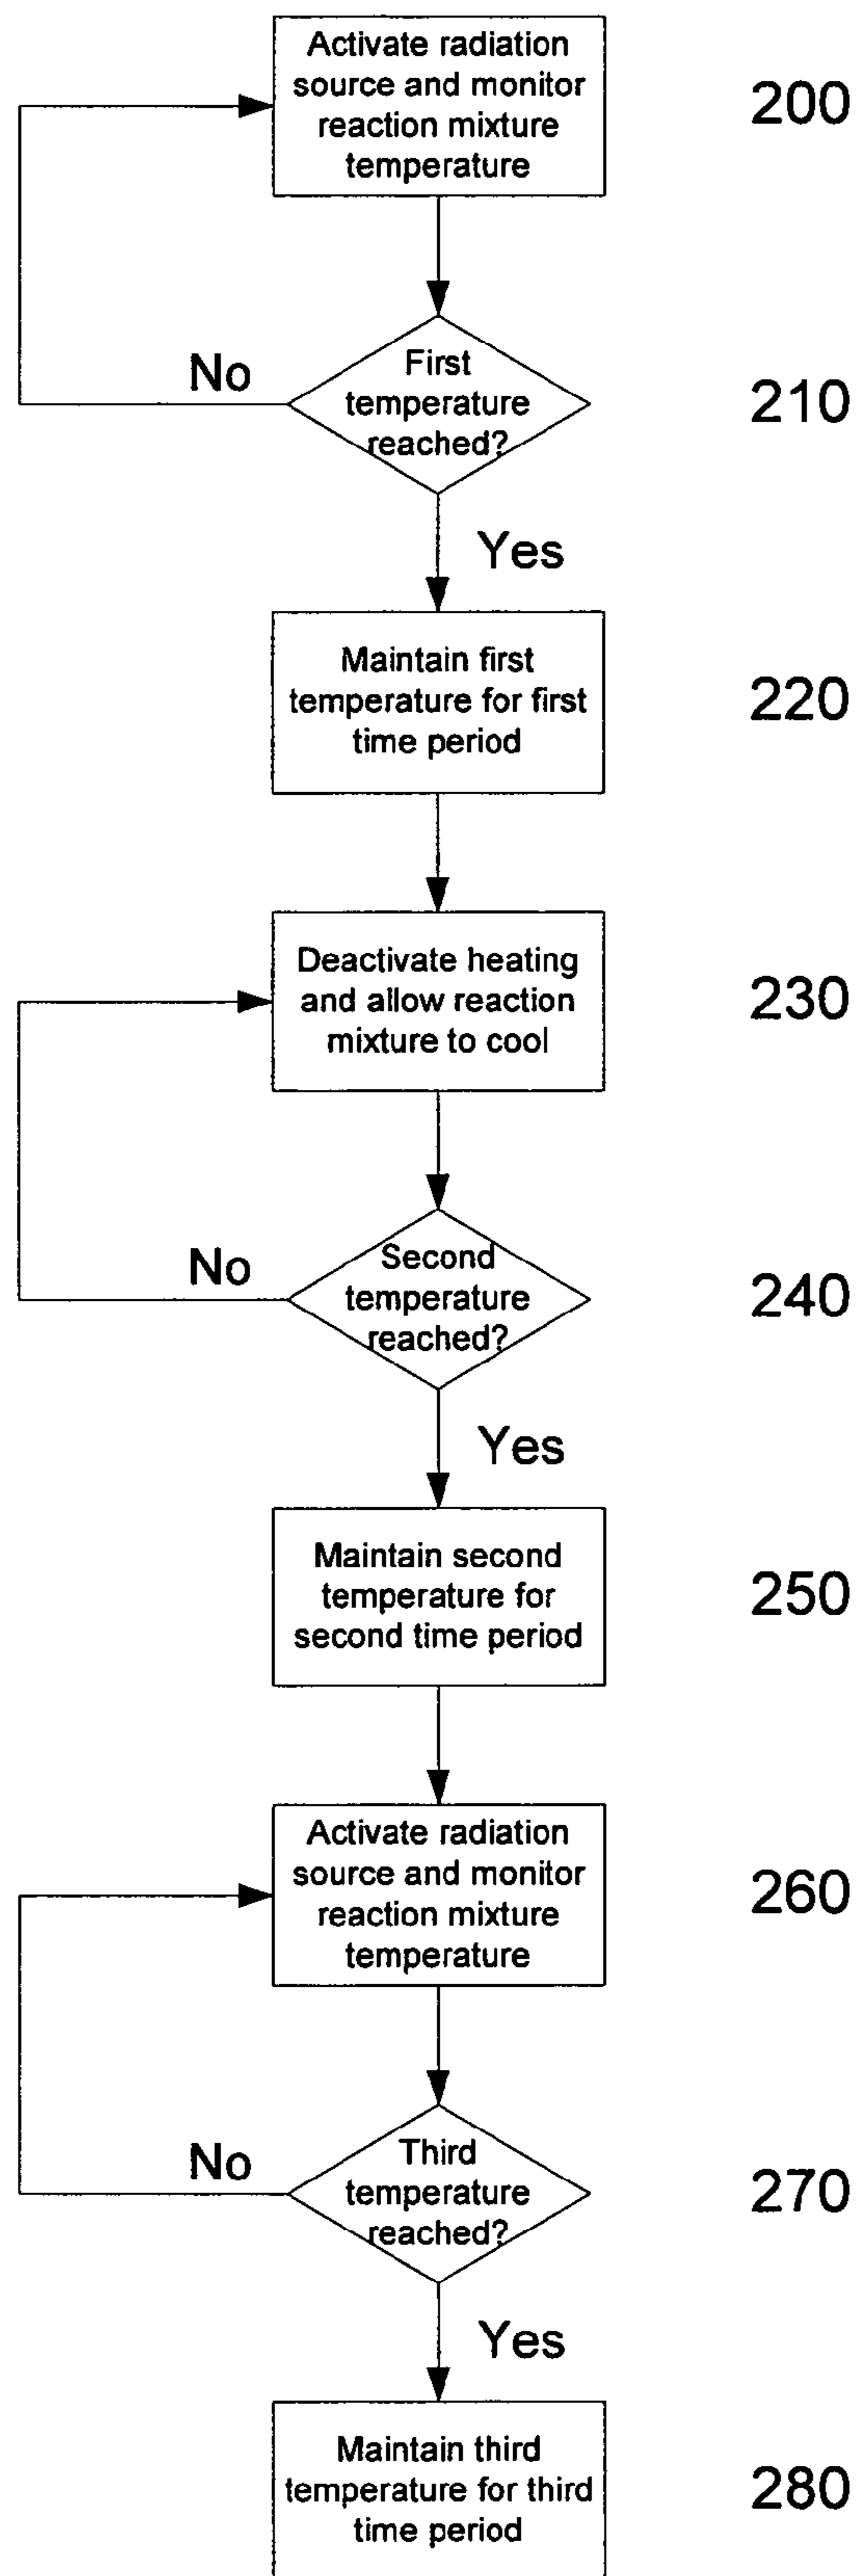 Activate radiation
source and monitor
reaction mixture
temperature
200
First
temperature
reached?
210
No
Yes
Maintain first
temperature for first
time period
220
Deactivate heating
and allow reaction
mixture to cool
230
Second
temperature
reached?
240
No
Yes
Maintain second
temperature for
second time period
250
Activate radiation
source and monitor
reaction mixture
temperature
260
Third
temperature
reached?
270
No
Yes
Maintain third
temperature for third
time period
280